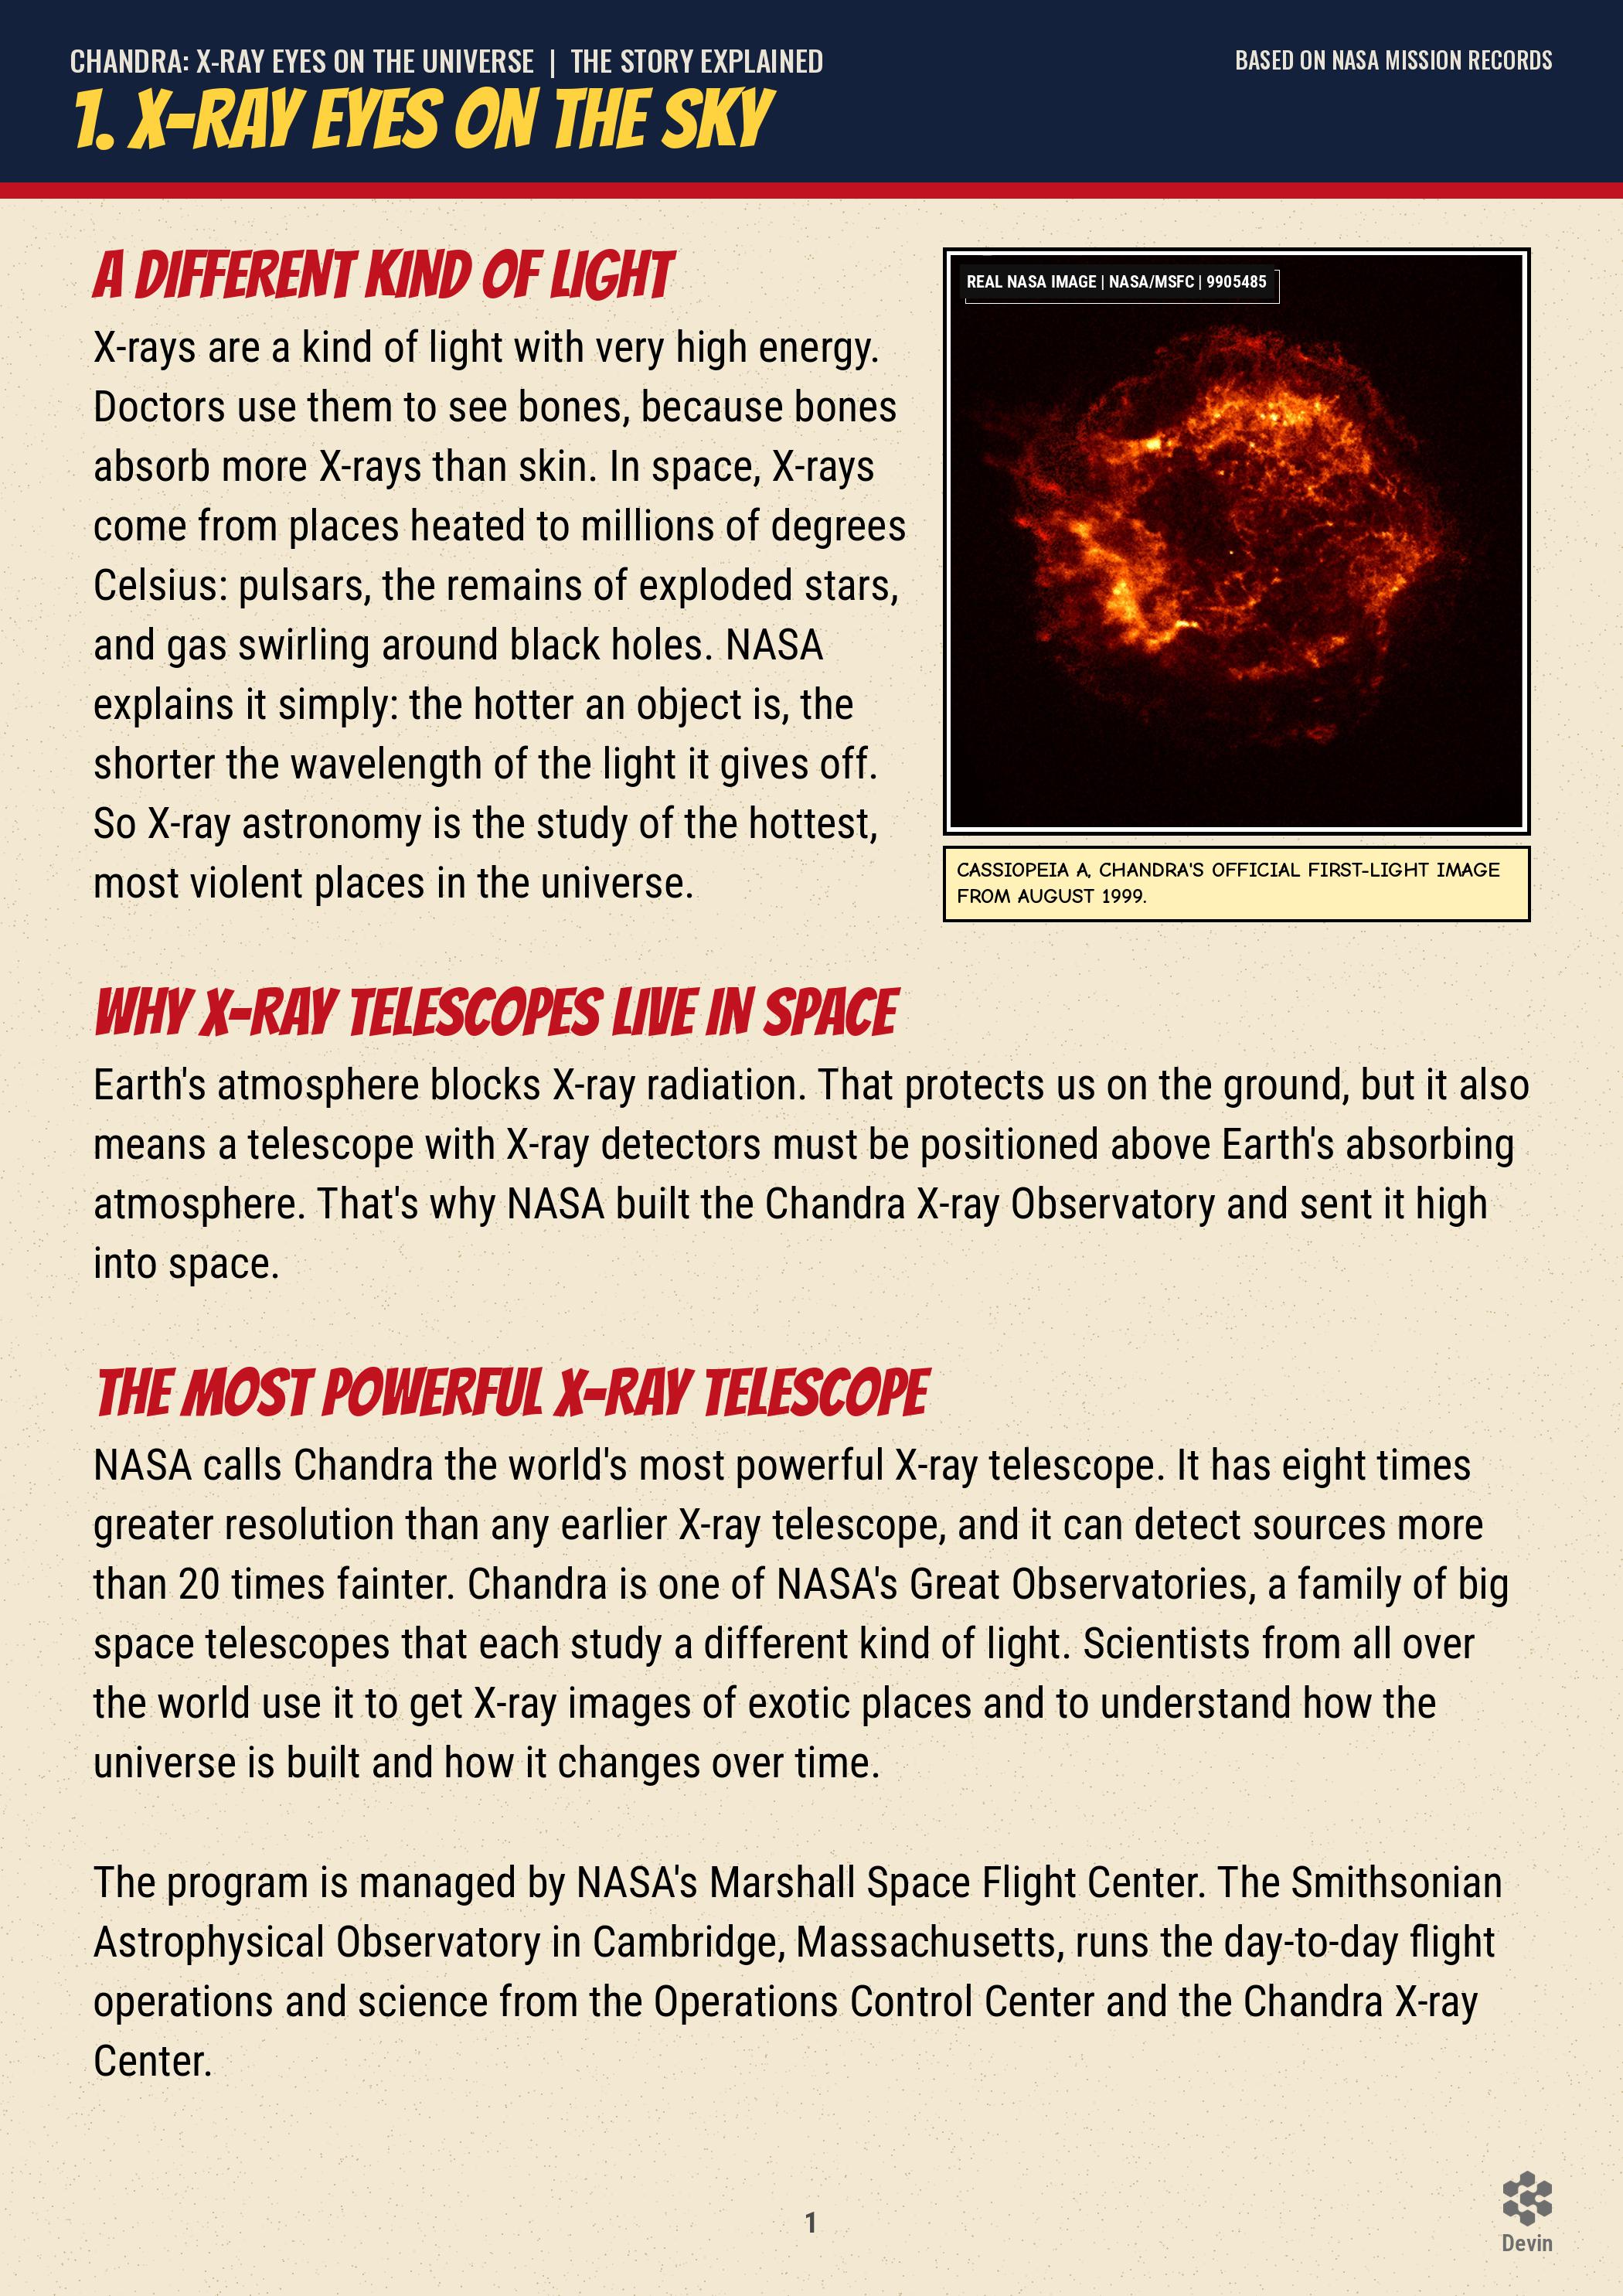 CHANDRA: X-RAY EYES ON THE UNIVERSE | THE STORY EXPLAINED
BASED ON NASA MISSION RECORDS
1. X-RAY EYES ON THE SKY
A DIFFERENT KIND OF LIGHT
X-rays are a kind of light with very high energy.
Doctors use them to see bones, because bones
absorb more X-rays than skin. In space, X-rays
come from places heated to millions of degrees
Celsius: pulsars, the remains of exploded stars,
and gas swirling around black holes. NASA
explains it simply: the hotter an object is, the
shorter the wavelength of the light it gives off.
So X-ray astronomy is the study of the hottest,
most violent places in the universe.
REAL NASA IMAGE | NASA/MSFC | 9905485
CASSIOPEIA A, CHANDRA'S OFFICIAL FIRST-LIGHT IMAGE
FROM AUGUST 1999.
WHY X-RAY TELESCOPES LIVE IN SPACE
Earth's atmosphere blocks X-ray radiation. That protects us on the ground, but it also
means a telescope with X-ray detectors must be positioned above Earth's absorbing
atmosphere. That's why NASA built the Chandra X-ray Observatory and sent it high
into space.
THE MOST POWERFUL X-RAY TELESCOPE
NASA calls Chandra the world's most powerful X-ray telescope. It has eight times
greater resolution than any earlier X-ray telescope, and it can detect sources more
than 20 times fainter. Chandra is one of NASA's Great Observatories, a family of big
space telescopes that each study a different kind of light. Scientists from all over
the world use it to get X-ray images of exotic places and to understand how the
universe is built and how it changes over time.
The program is managed by NASA's Marshall Space Flight Center. The Smithsonian
Astrophysical Observatory in Cambridge, Massachusetts, runs the day-to-day flight
operations and science from the Operations Control Center and the Chandra X-ray
Center.
1
Devin